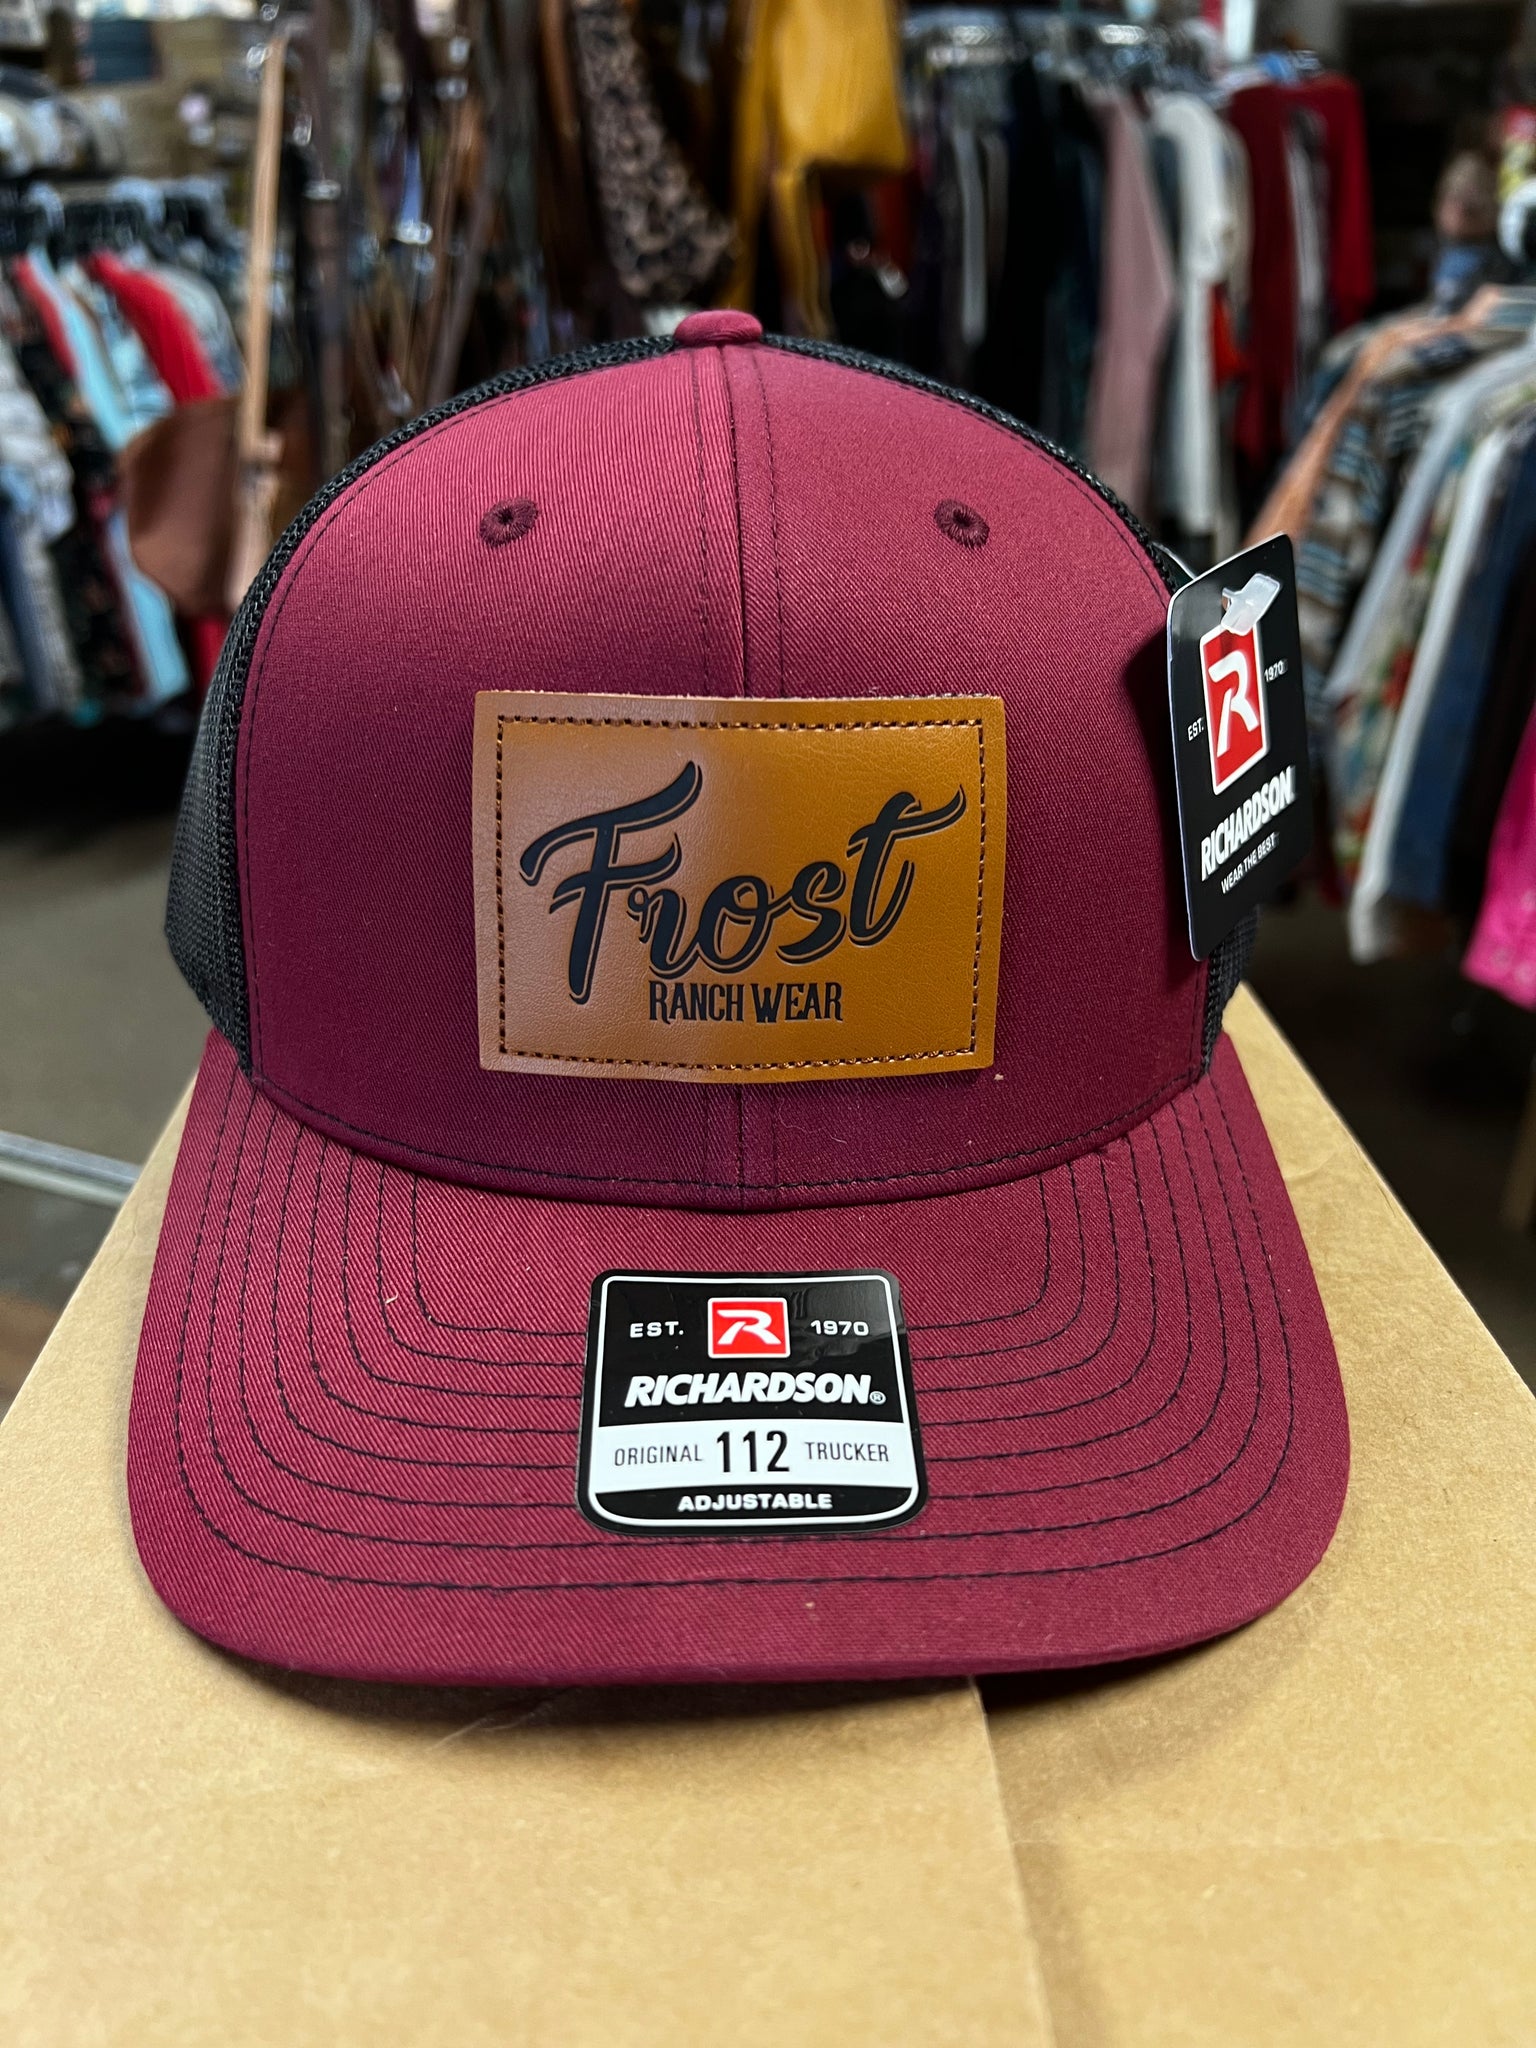 Frost
RANCH WEAR
EST. R 1970
RICHARDSON
WEAR THE BEST
EST. R 1970
RICHARDSON®
ORIGINAL 112 TRUCKER
ADJUSTABLE